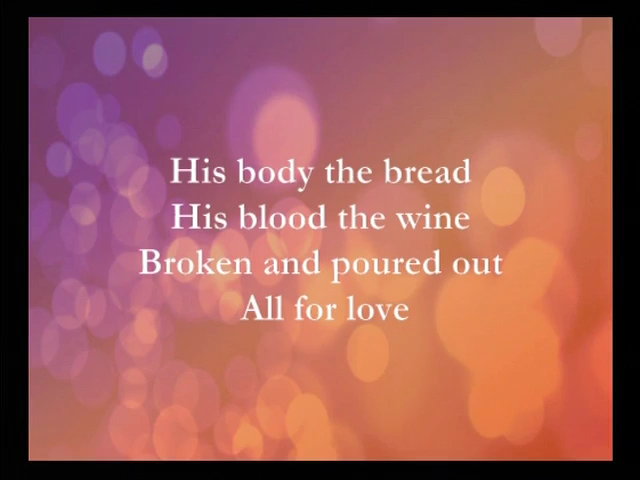 His body the bread
His blood the wine
Broken and poured out
All for love